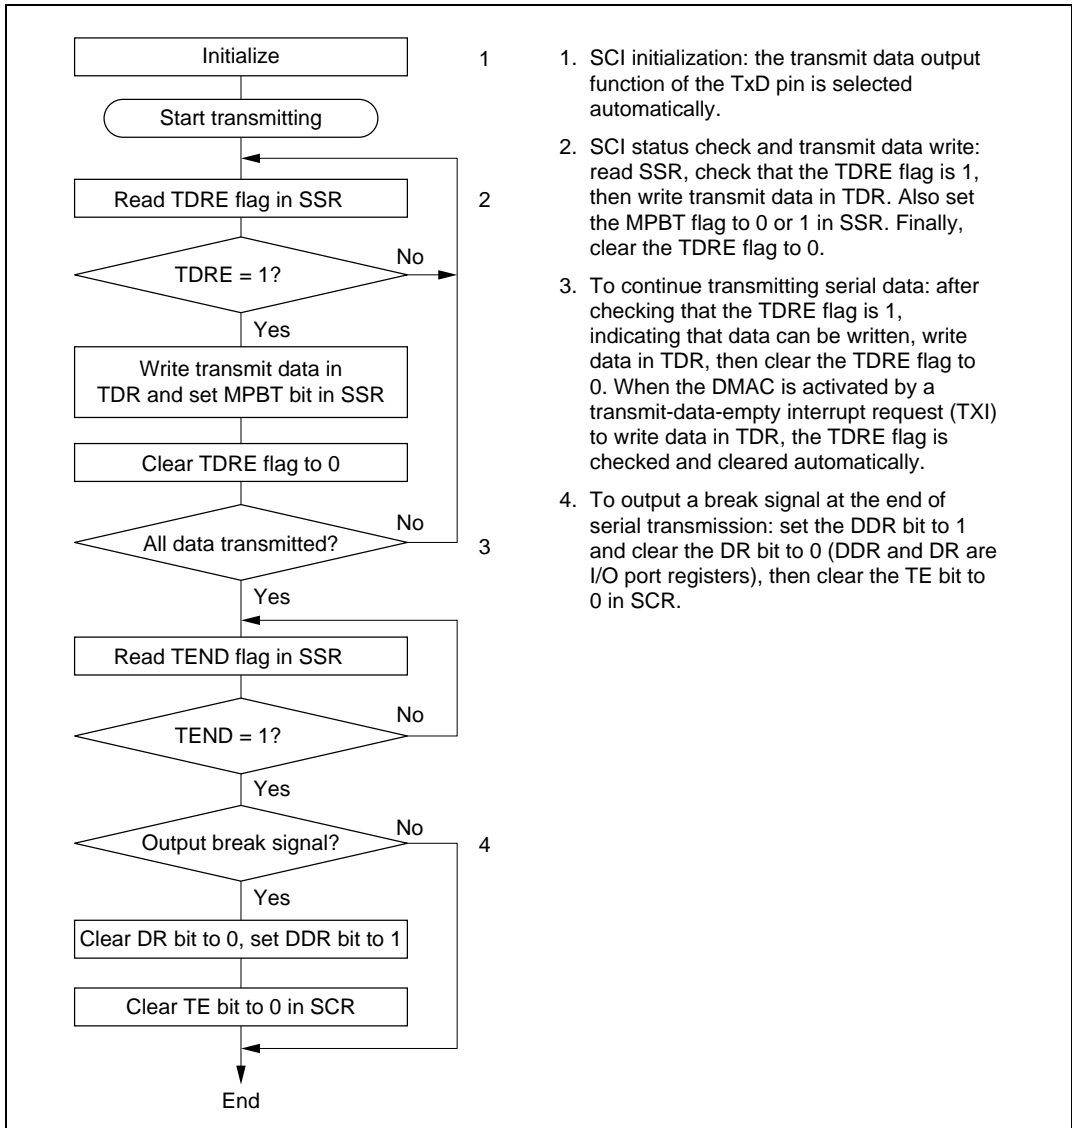 Initialize
1
Start transmitting
Read TDRE flag in SSR
2
TDRE = 1?
No
Yes
Write transmit data in
TDR and set MPBT bit in SSR
Clear TDRE flag to 0
All data transmitted?
No
3
Yes
Read TEND flag in SSR
TEND = 1?
No
Yes
Output break signal?
No
4
Yes
Clear DR bit to 0, set DDR bit to 1
Clear TE bit to 0 in SCR
End
1. SCI initialization: the transmit data output
function of the TxD pin is selected
automatically.
2. SCI status check and transmit data write:
read SSR, check that the TDRE flag is 1,
then write transmit data in TDR. Also set
the MPBT flag to 0 or 1 in SSR. Finally,
clear the TDRE flag to 0.
3. To continue transmitting serial data: after
checking that the TDRE flag is 1,
indicating that data can be written, write
data in TDR, then clear the TDRE flag to
0. When the DMAC is activated by a
transmit-data-empty interrupt request (TXI)
to write data in TDR, the TDRE flag is
checked and cleared automatically.
4. To output a break signal at the end of
serial transmission: set the DDR bit to 1
and clear the DR bit to 0 (DDR and DR are
I/O port registers), then clear the TE bit to
0 in SCR.